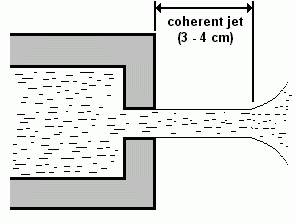 coherent jet
(3 - 4 cm)